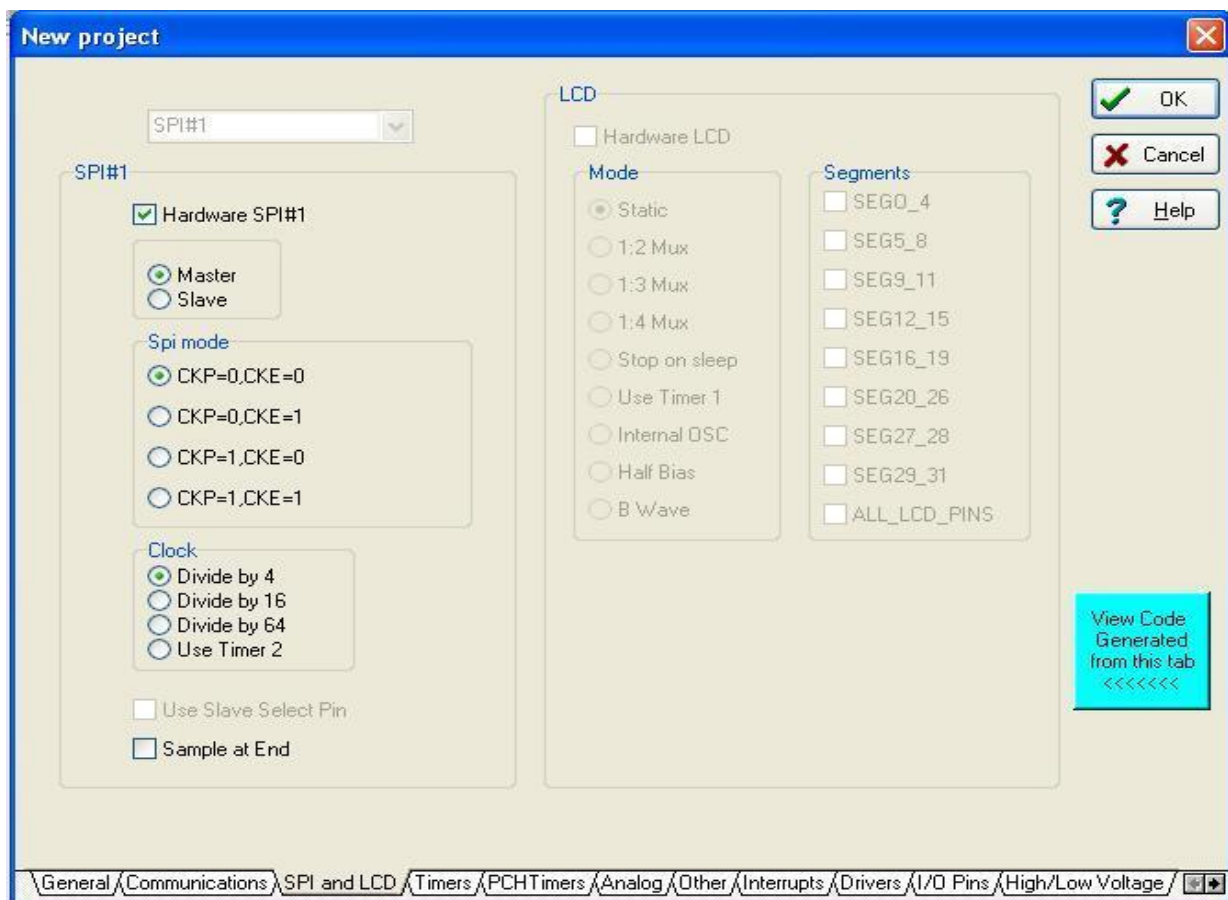 New project
SPI#1
SPI#1
Hardware SPI#1
Master
Slave
Spi mode
CKP=0,CKE=0
CKP=0,CKE=1
CKP=1,CKE=0
CKP=1,CKE=1
Clock
Divide by 4
Divide by 16
Divide by 64
Use Timer 2
Use Slave Select Pin
Sample at End
LCD
Hardware LCD
Mode
Static
1:2 Mux
1:3 Mux
1:4 Mux
Stop on sleep
Use Timer 1
Internal OSC
Half Bias
B Wave
Segments
SEG0_4
SEG5_8
SEG9_11
SEG12_15
SEG16_19
SEG20_26
SEG27_28
SEG29_31
ALL_LCD_PINS
OK
Cancel
Help
View Code
Generated
from this tab
<<<<<<<
General Communications SPI and LCD Timers PCHTimers Analog Other Interrupts Drivers I/O Pins High/Low Voltage